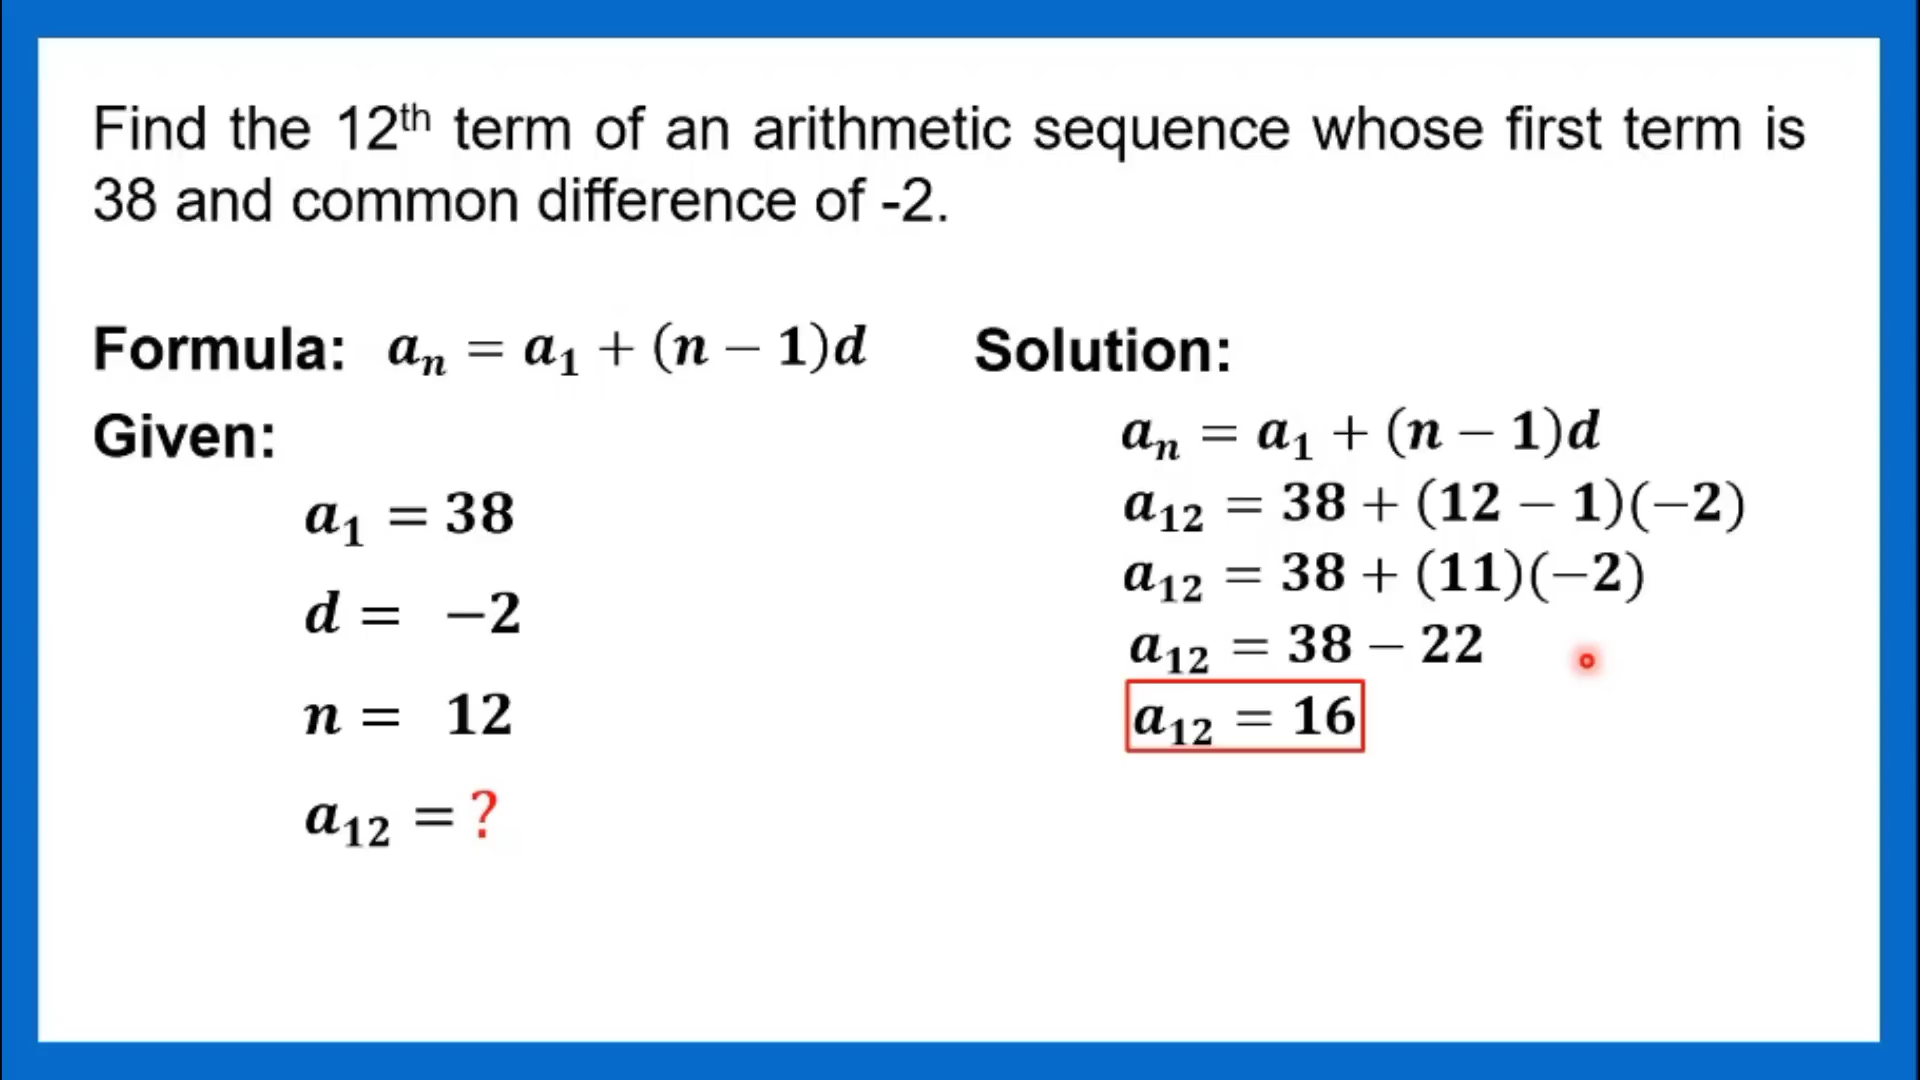 Find the 12th term of an arithmetic sequence whose first term is
38 and common difference of -2.
Formula: aₙ = a₁ + (n − 1)d
Given:
a₁ = 38
d = −2
n = 12
a₁₂ = ?
Solution:
aₙ = a₁ + (n − 1)d
a₁₂ = 38 + (12 − 1)(−2)
a₁₂ = 38 + (11)(−2)
a₁₂ = 38 − 22
a₁₂ = 16